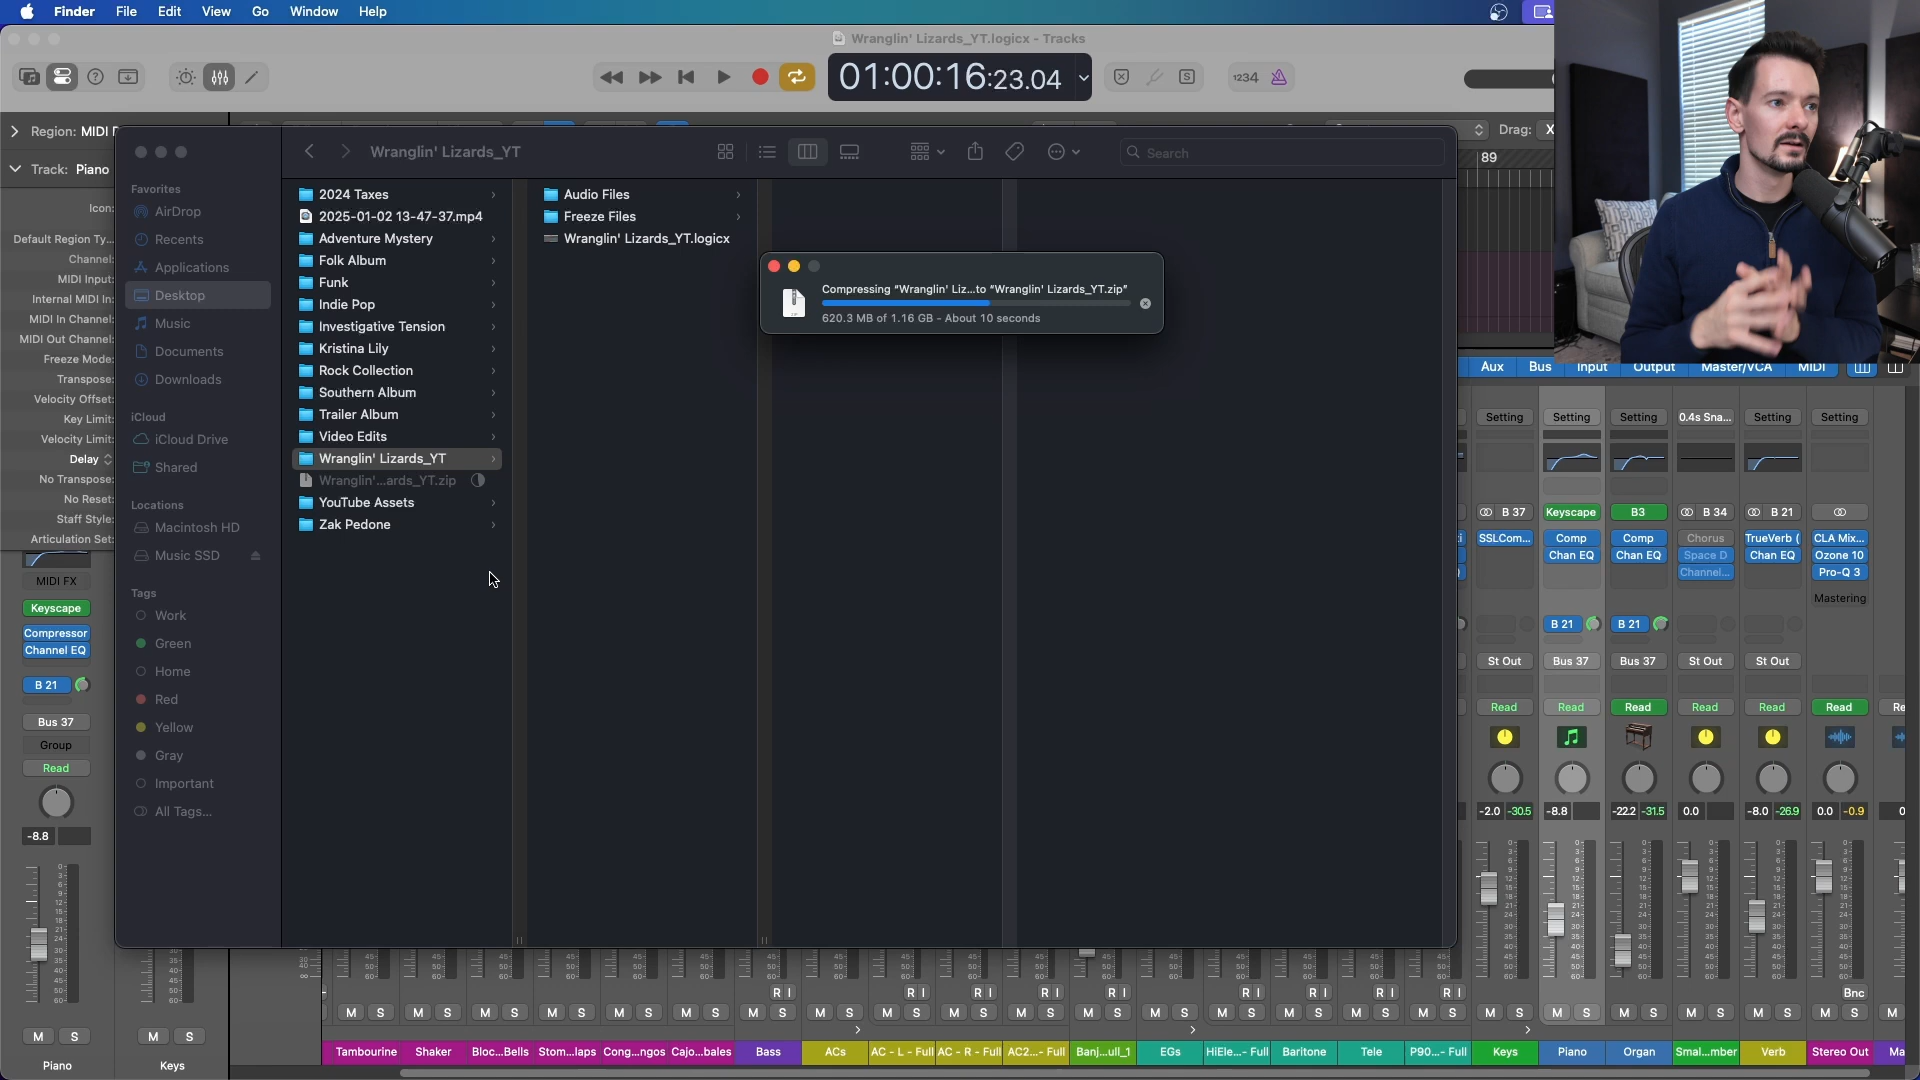 Finder File Edit View Go Window Help
Wranglin' Lizards_YT.logicx - Tracks
01:00:16:23.04
1234
Region: MIDI
Drag: X
89
Track: Piano
Icon:
Default Region Ty...
Channel:
MIDI Input:
Internal MIDI In:
MIDI In Channel:
MIDI Out Channel:
Freeze Mode:
Transpose:
Velocity Offset:
Key Limit:
Velocity Limit:
Delay
No Transpose:
No Reset:
Staff Style:
Articulation Set:
MIDI FX
Keyscape
Compressor
Channel EQ
B 21
Bus 37
Group
Read
-8.8
M S M S
Piano Keys
Wranglin' Lizards_YT
Search
Favorites
AirDrop
Recents
Applications
Desktop
Music
Documents
Downloads
iCloud
iCloud Drive
Shared
Locations
Macintosh HD
Music SSD
Tags
Work
Green
Home
Red
Yellow
Gray
Important
All Tags...
2024 Taxes
2025-01-02 13-47-37.mp4
Adventure Mystery
Folk Album
Funk
Indie Pop
Investigative Tension
Kristina Lily
Rock Collection
Southern Album
Trailer Album
Video Edits
Wranglin' Lizards_YT
Wranglin'...ards_YT.zip
YouTube Assets
Zak Pedone
Audio Files
Freeze Files
Wranglin' Lizards_YT.logicx
Compressing “Wranglin' Liz...to “Wranglin' Lizards_YT.zip”
620.3 MB of 1.16 GB - About 10 seconds
Aux Bus Input Output Master/VCA MIDI
Setting Setting Setting 0.4s Sna... Setting Setting
B 37 Keyscape B3 B 34 B 21
SSLCom... Comp Comp Chorus TrueVerb ( CLA Mix...
Chan EQ Chan EQ Space D Chan EQ Ozone 10
Channel... Pro-Q 3
Mastering
B 21 B 21
St Out Bus 37 Bus 37 St Out St Out
Read Read Read Read Read Read Re
-2.0 -30.5 -8.8 -22.2 -31.5 0.0 -8.0 -26.9 0.0 -0.9 0
R I R I R I R I R I R I R I R I R I Bnc
M S M S M S M S M S M S M S M S M S M S M S M S M S M S M S M S M S M S M S M S M S M S M S M
Tambourine Shaker Bloc...Bells Stom...laps Cong...ngos Cajo...bales Bass ACs AC - L - Full AC - R - Full AC2...- Full Banj...ull_1 EGs HiEle...- Full Baritone Tele P90...- Full Keys Piano Organ Smal...mber Verb Stereo Out Ma